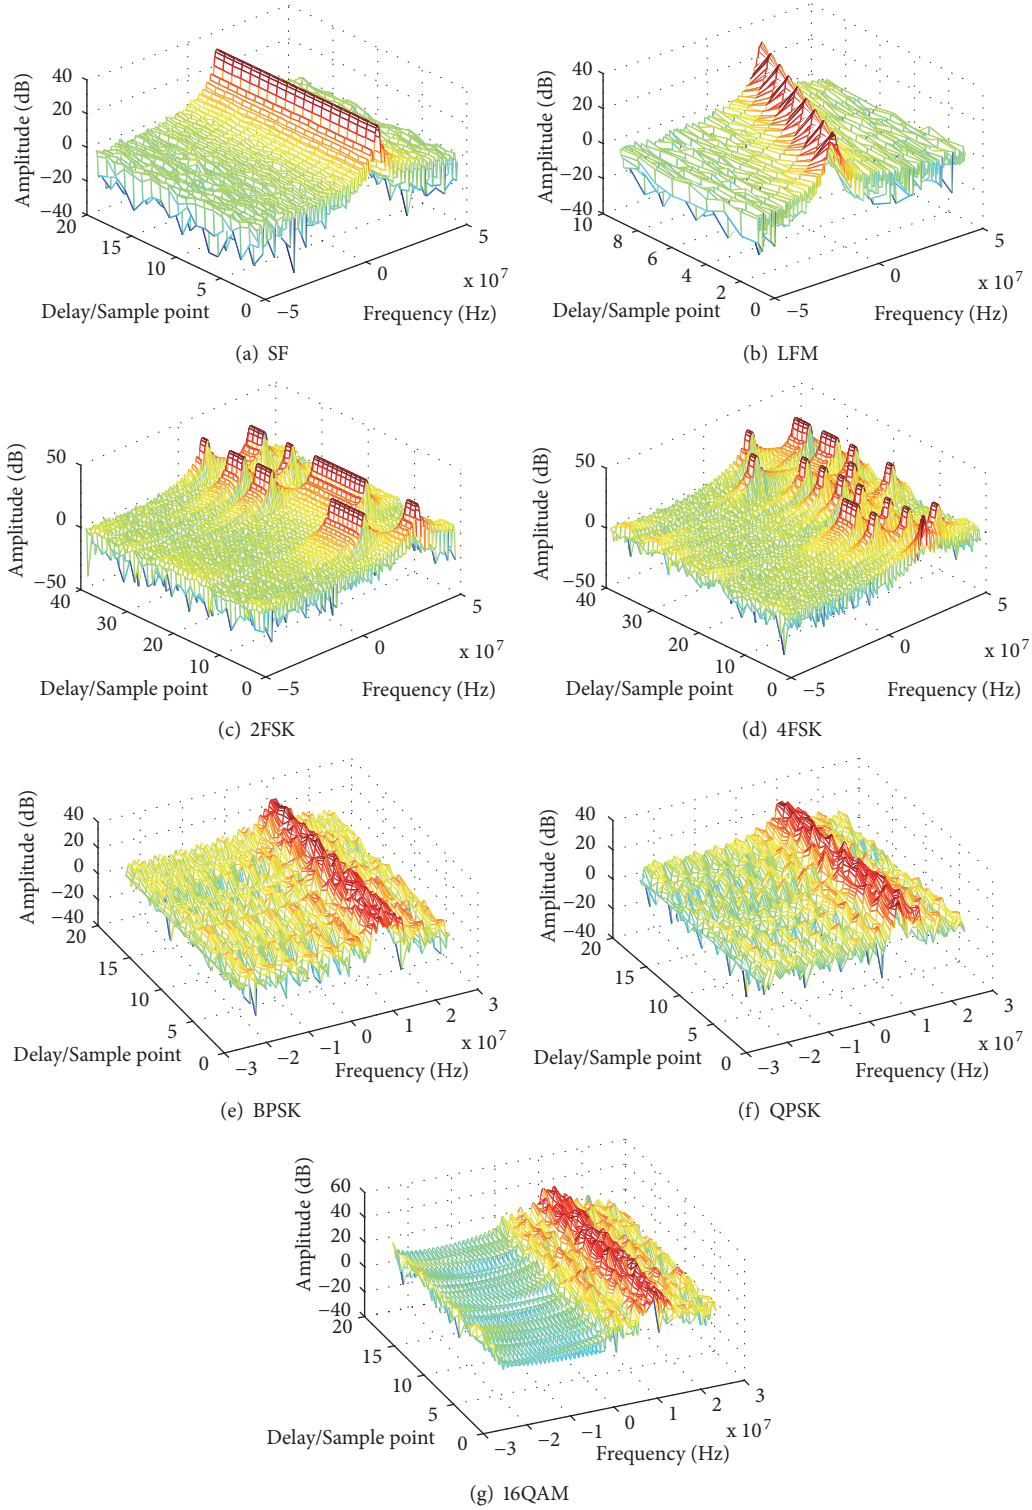 Amplitude (dB)
40
20
0
−20
−40
20
15
10
5
0
Delay/Sample point
−5
0
5
x 10^7
Frequency (Hz)
(a) SF
Amplitude (dB)
40
20
0
−20
−40
10
8
6
4
2
0
Delay/Sample point
−5
0
5
x 10^7
Frequency (Hz)
(b) LFM
Amplitude (dB)
50
0
−50
40
30
20
10
0
Delay/Sample point
−5
0
5
x 10^7
Frequency (Hz)
(c) 2FSK
Amplitude (dB)
50
0
−50
40
30
20
10
0
Delay/Sample point
−5
0
5
x 10^7
Frequency (Hz)
(d) 4FSK
Amplitude (dB)
40
20
0
−20
−40
20
15
10
5
0
Delay/Sample point
−3
−2
−1
0
1
2
3
x 10^7
Frequency (Hz)
(e) BPSK
Amplitude (dB)
40
20
0
−20
−40
20
15
10
5
0
Delay/Sample point
−3
−2
−1
0
1
2
3
x 10^7
Frequency (Hz)
(f) QPSK
Amplitude (dB)
60
40
20
0
−20
−40
20
15
10
5
0
Delay/Sample point
−3
−2
−1
0
1
2
3
x 10^7
Frequency (Hz)
(g) 16QAM